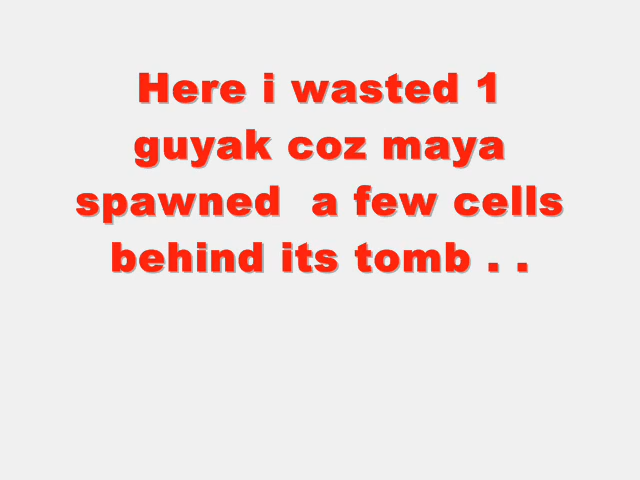 Here i wasted 1
guyak coz maya
spawned  a few cells
behind its tomb . .